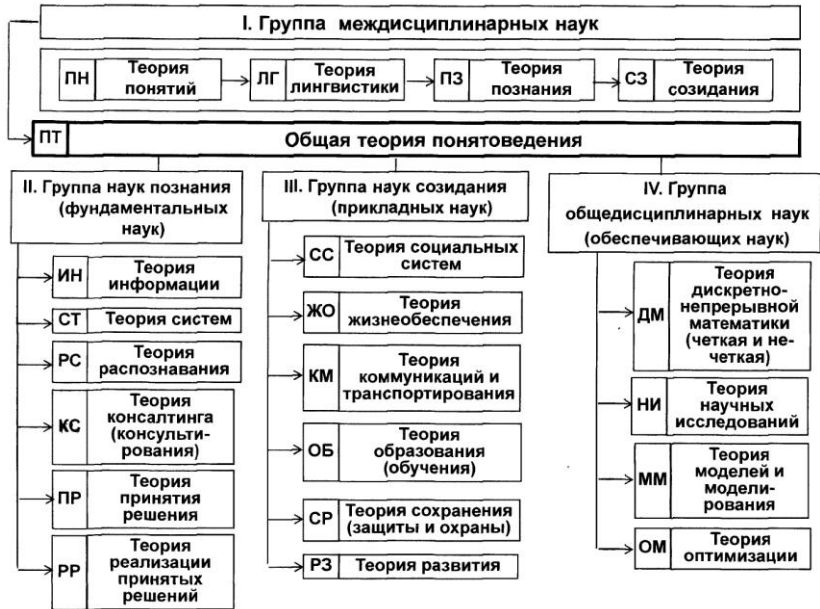 I. Группа междисциплинарных наук
ПН
Теория
понятий
ЛГ
Теория
лингвистики
ПЗ
Теория
познания
СЗ
Теория
созидания
ПТ
Общая теория понятоведения
II. Группа наук познания
(фундаментальных
наук)
ИН
Теория
информации
СТ
Теория систем
РС
Теория
распознавания
КС
Теория
консалтинга
(консульти-
рования)
ПР
Теория
принятия
решения
РР
Теория
реализации
принятых
решений
III. Группа наук созидания
(прикладных наук)
СС
Теория социальных
систем
ЖО
Теория
жизнеобеспечения
КМ
Теория
коммуникаций и
транспортирования
ОБ
Теория
образования
(обучения)
СР
Теория сохранения
(защиты и охраны)
РЗ
Теория развития
IV. Группа
общедисциплинарных наук
(обеспечивающих наук)
ДМ
Теория
дискретно-
непрерывной
математики
(четкая и не-
четкая)
НИ
Теория
научных
исследований
ММ
Теория
моделей и
модели-
рования
ОМ
Теория
оптимизации